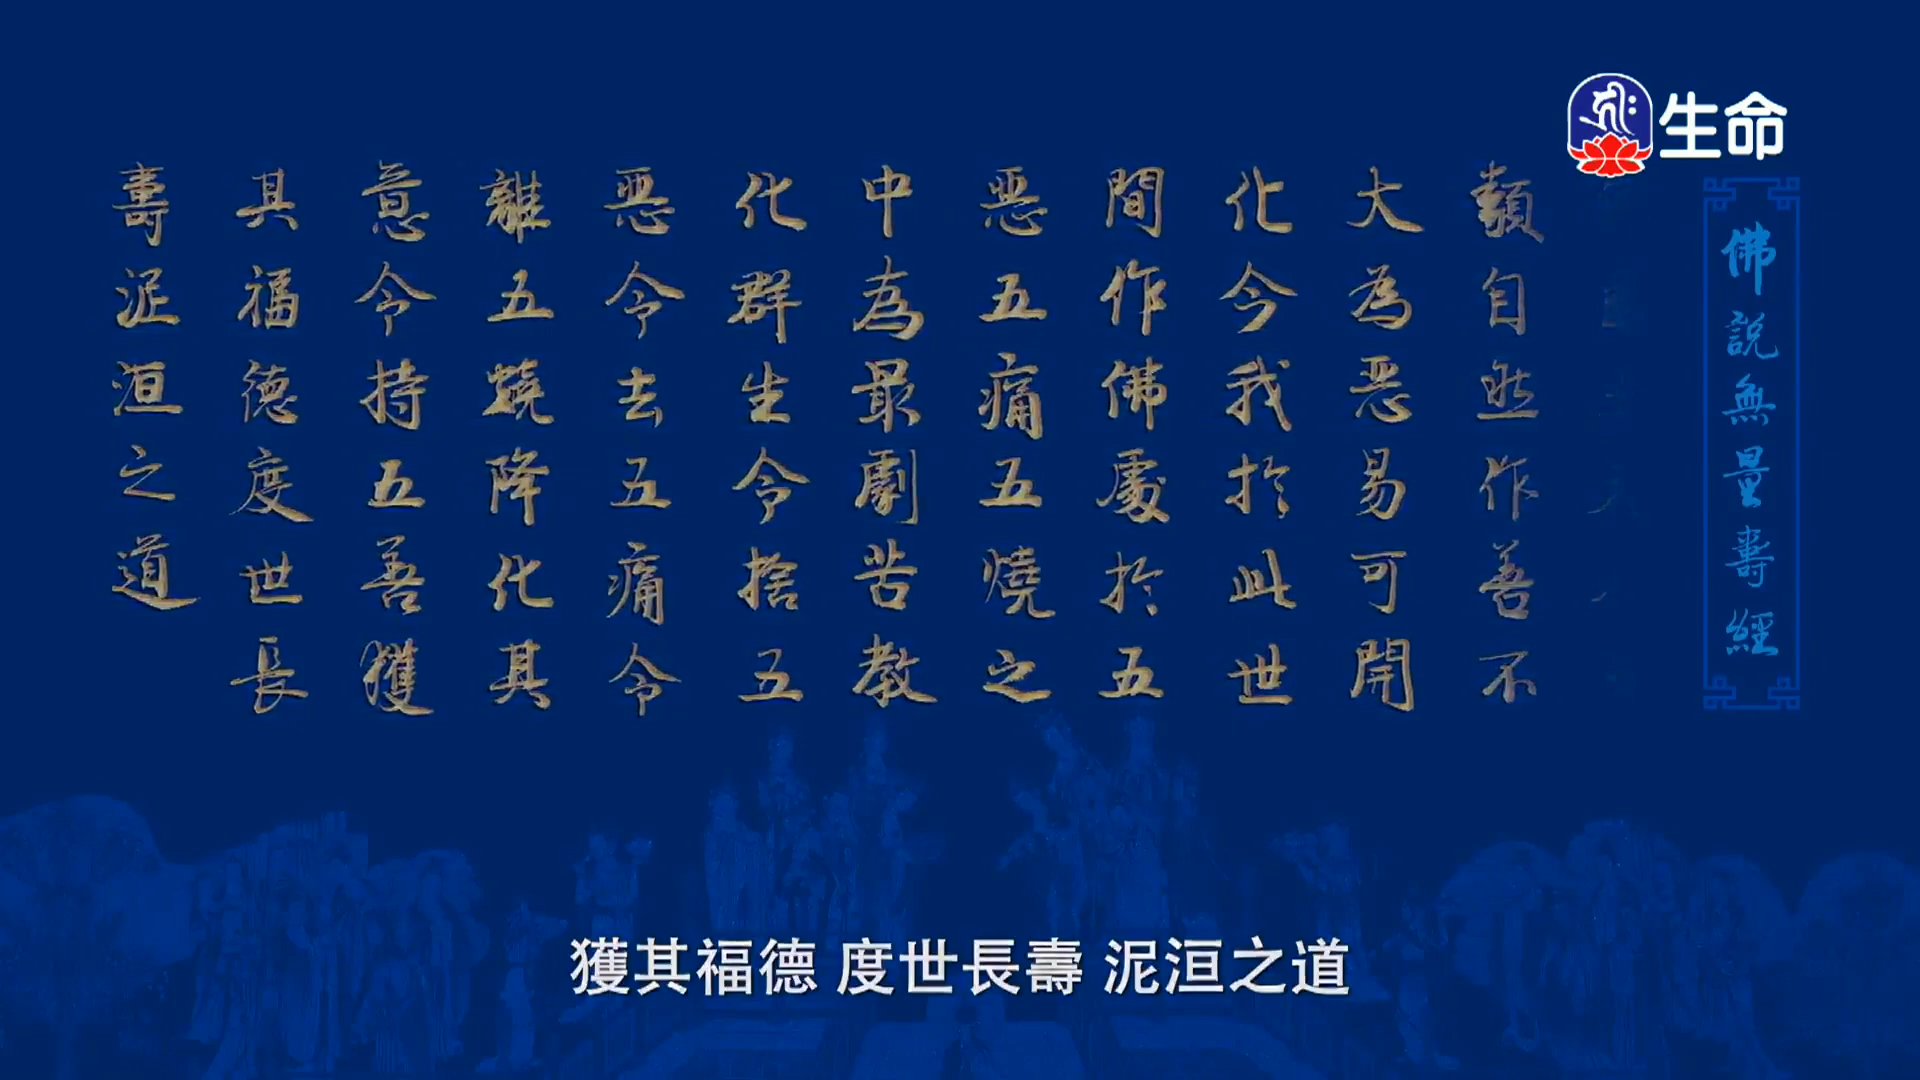 生命
佛說無量壽經
類自然作善不
大為惡易可開
化今我於此世
間作佛處於五
惡五痛五燒之
中為最劇苦教
化群生令捨五
惡令去五痛令
離五燒降化其
意令持五善獲
其福德度世長
壽泥洹之道
獲其福德 度世長壽 泥洹之道